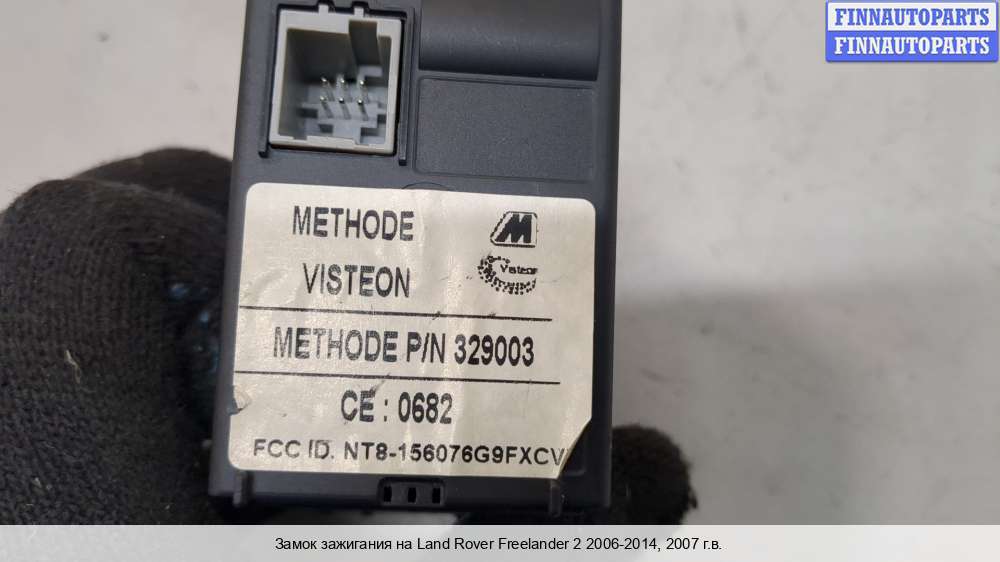 FINNAUTOPARTS
FINNAUTOPARTS
METHODE
M
VISTEON
Visteon
METHODE P/N 329003
CE : 0682
FCC ID. NT8-156076G9FXCV
Замок зажигания на Land Rover Freelander 2 2006-2014, 2007 г.в.